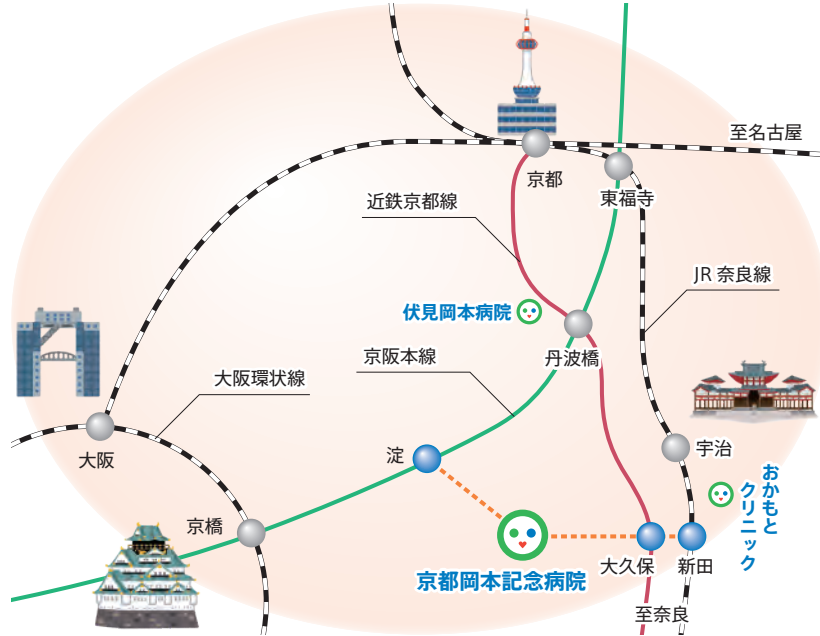 至名古屋
京都
東福寺
近鉄京都線
JR 奈良線
伏見岡本病院
丹波橋
京阪本線
大阪環状線
大阪
淀
宇治
おかもと
クリニック
京橋
京都岡本記念病院
大久保
新田
至奈良